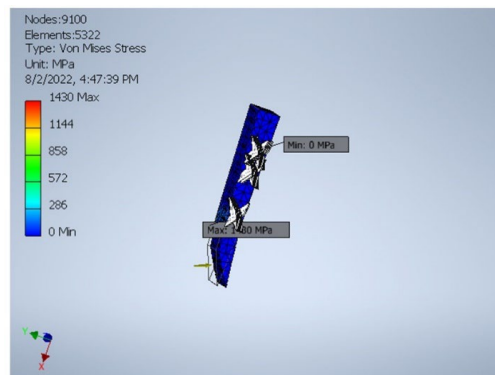 Nodes:9100
Elements:5322
Type: Von Mises Stress
Unit: MPa
8/2/2022, 4:47:39 PM
1430 Max
1144
858
572
286
0 Min
Min: 0 MPa
Max: 1430 MPa
Y
X